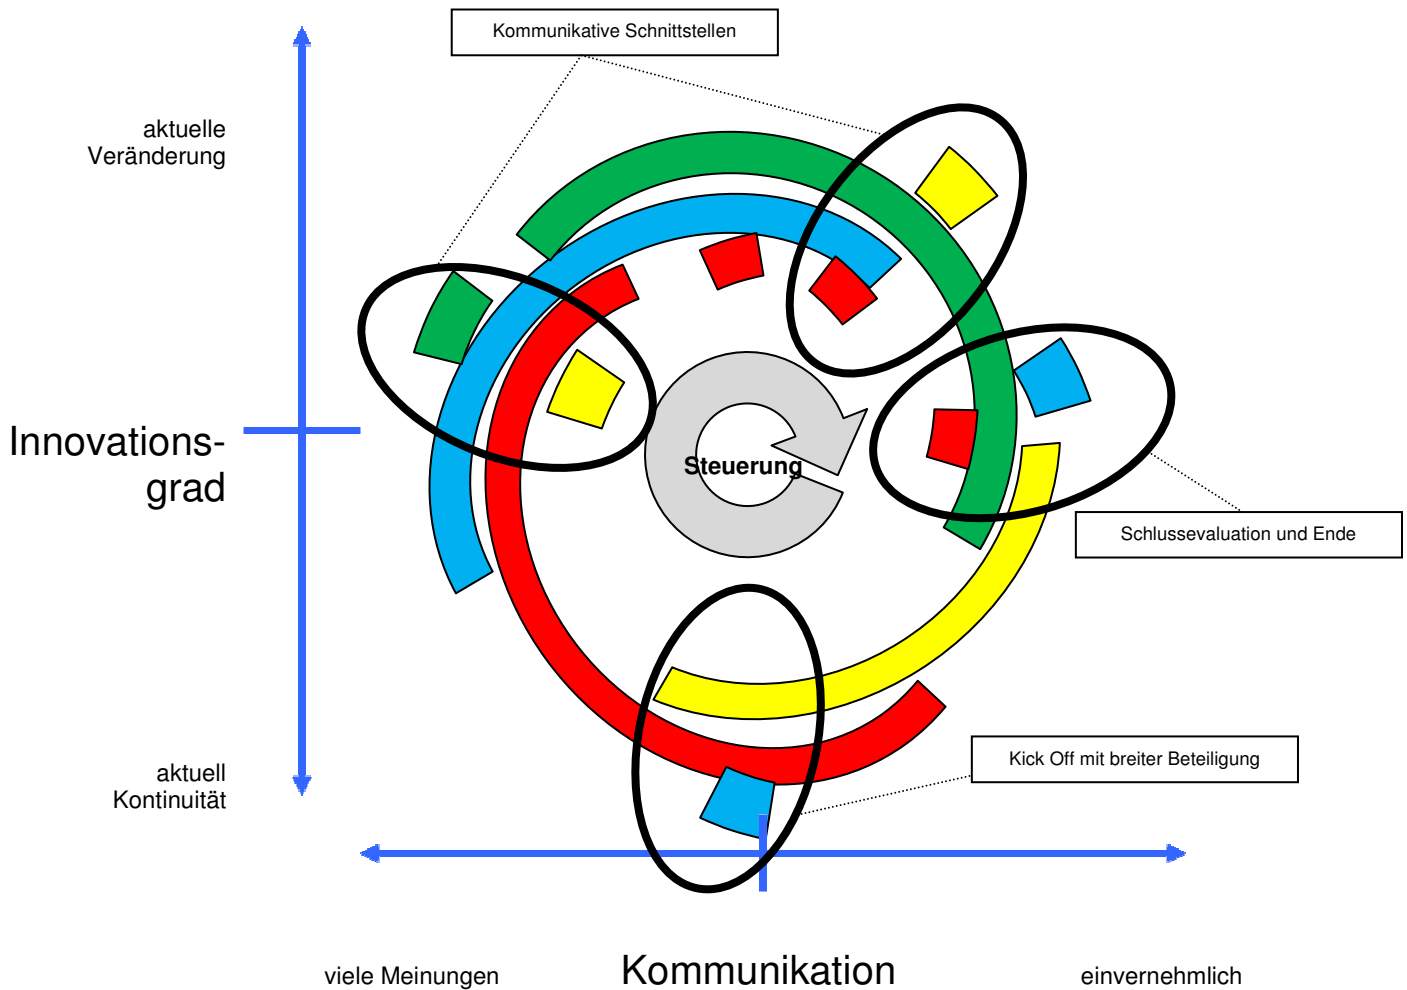 Kommunikative Schnittstellen
aktuelle
Veränderung
Innovations-
grad
Steuerung
Schlussevaluation und Ende
Kick Off mit breiter Beteiligung
aktuell
Kontinuität
viele Meinungen
Kommunikation
einvernehmlich